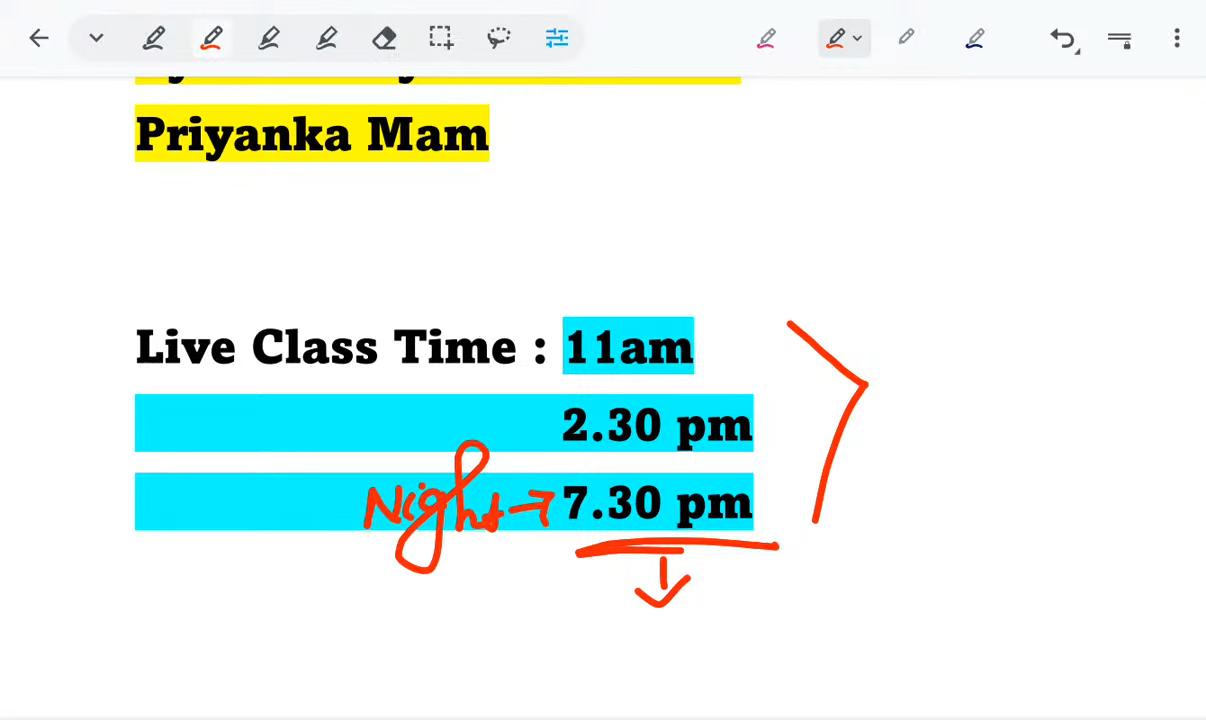 Priyanka Mam
Live Class Time : 11am
2.30 pm
Night → 7.30 pm